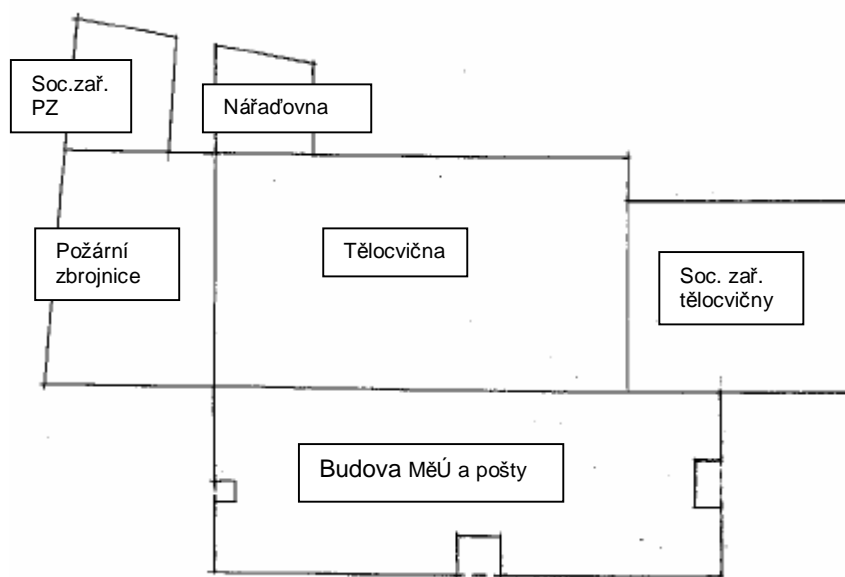 Soc.zař.
PZ
Nářaďovna
Požární
zbrojnice
Tělocvična
Soc. zař.
tělocvičny
Budova MěÚ a pošty